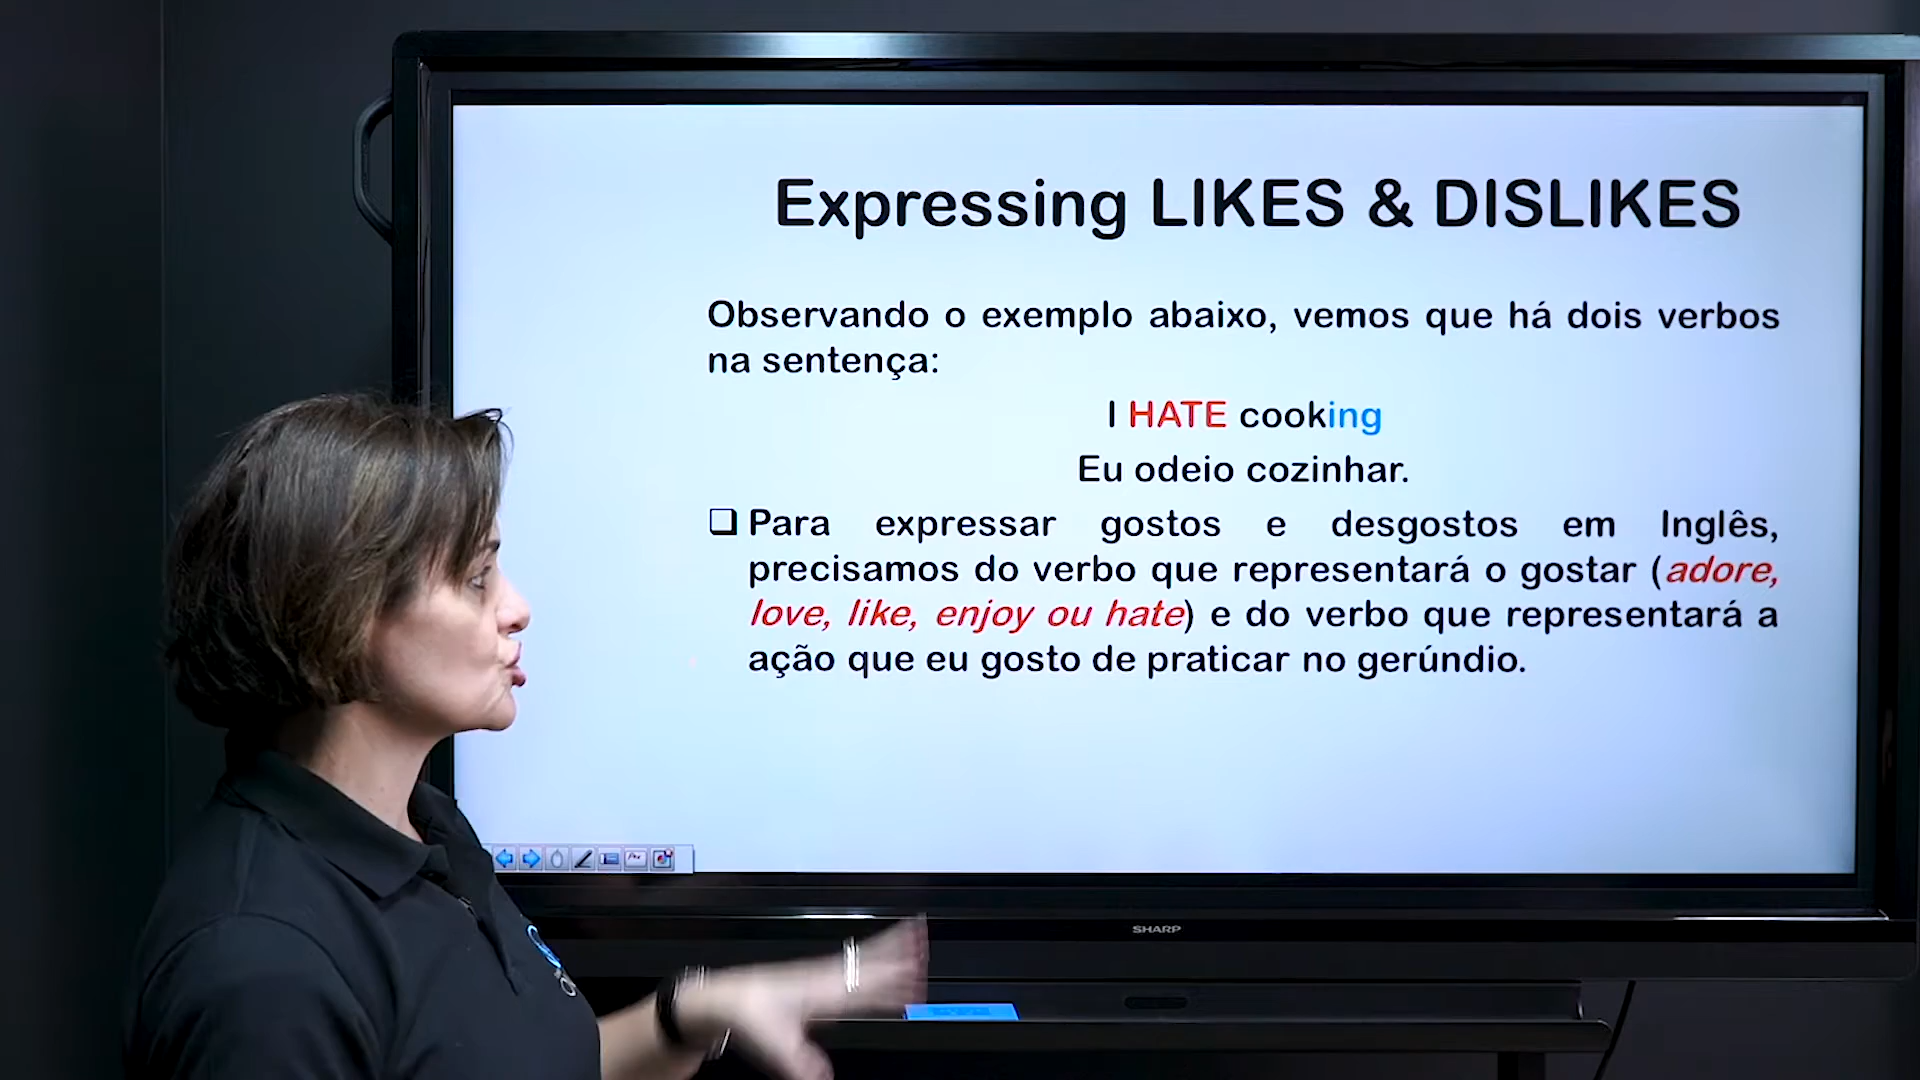 Expressing LIKES & DISLIKES
Observando o exemplo abaixo, vemos que há dois verbos
na sentença:
I HATE cooking
Eu odeio cozinhar.
Para expressar gostos e desgostos em Inglês,
precisamos do verbo que representará o gostar (adore,
love, like, enjoy ou hate) e do verbo que representará a
ação que eu gosto de praticar no gerúndio.
SHARP